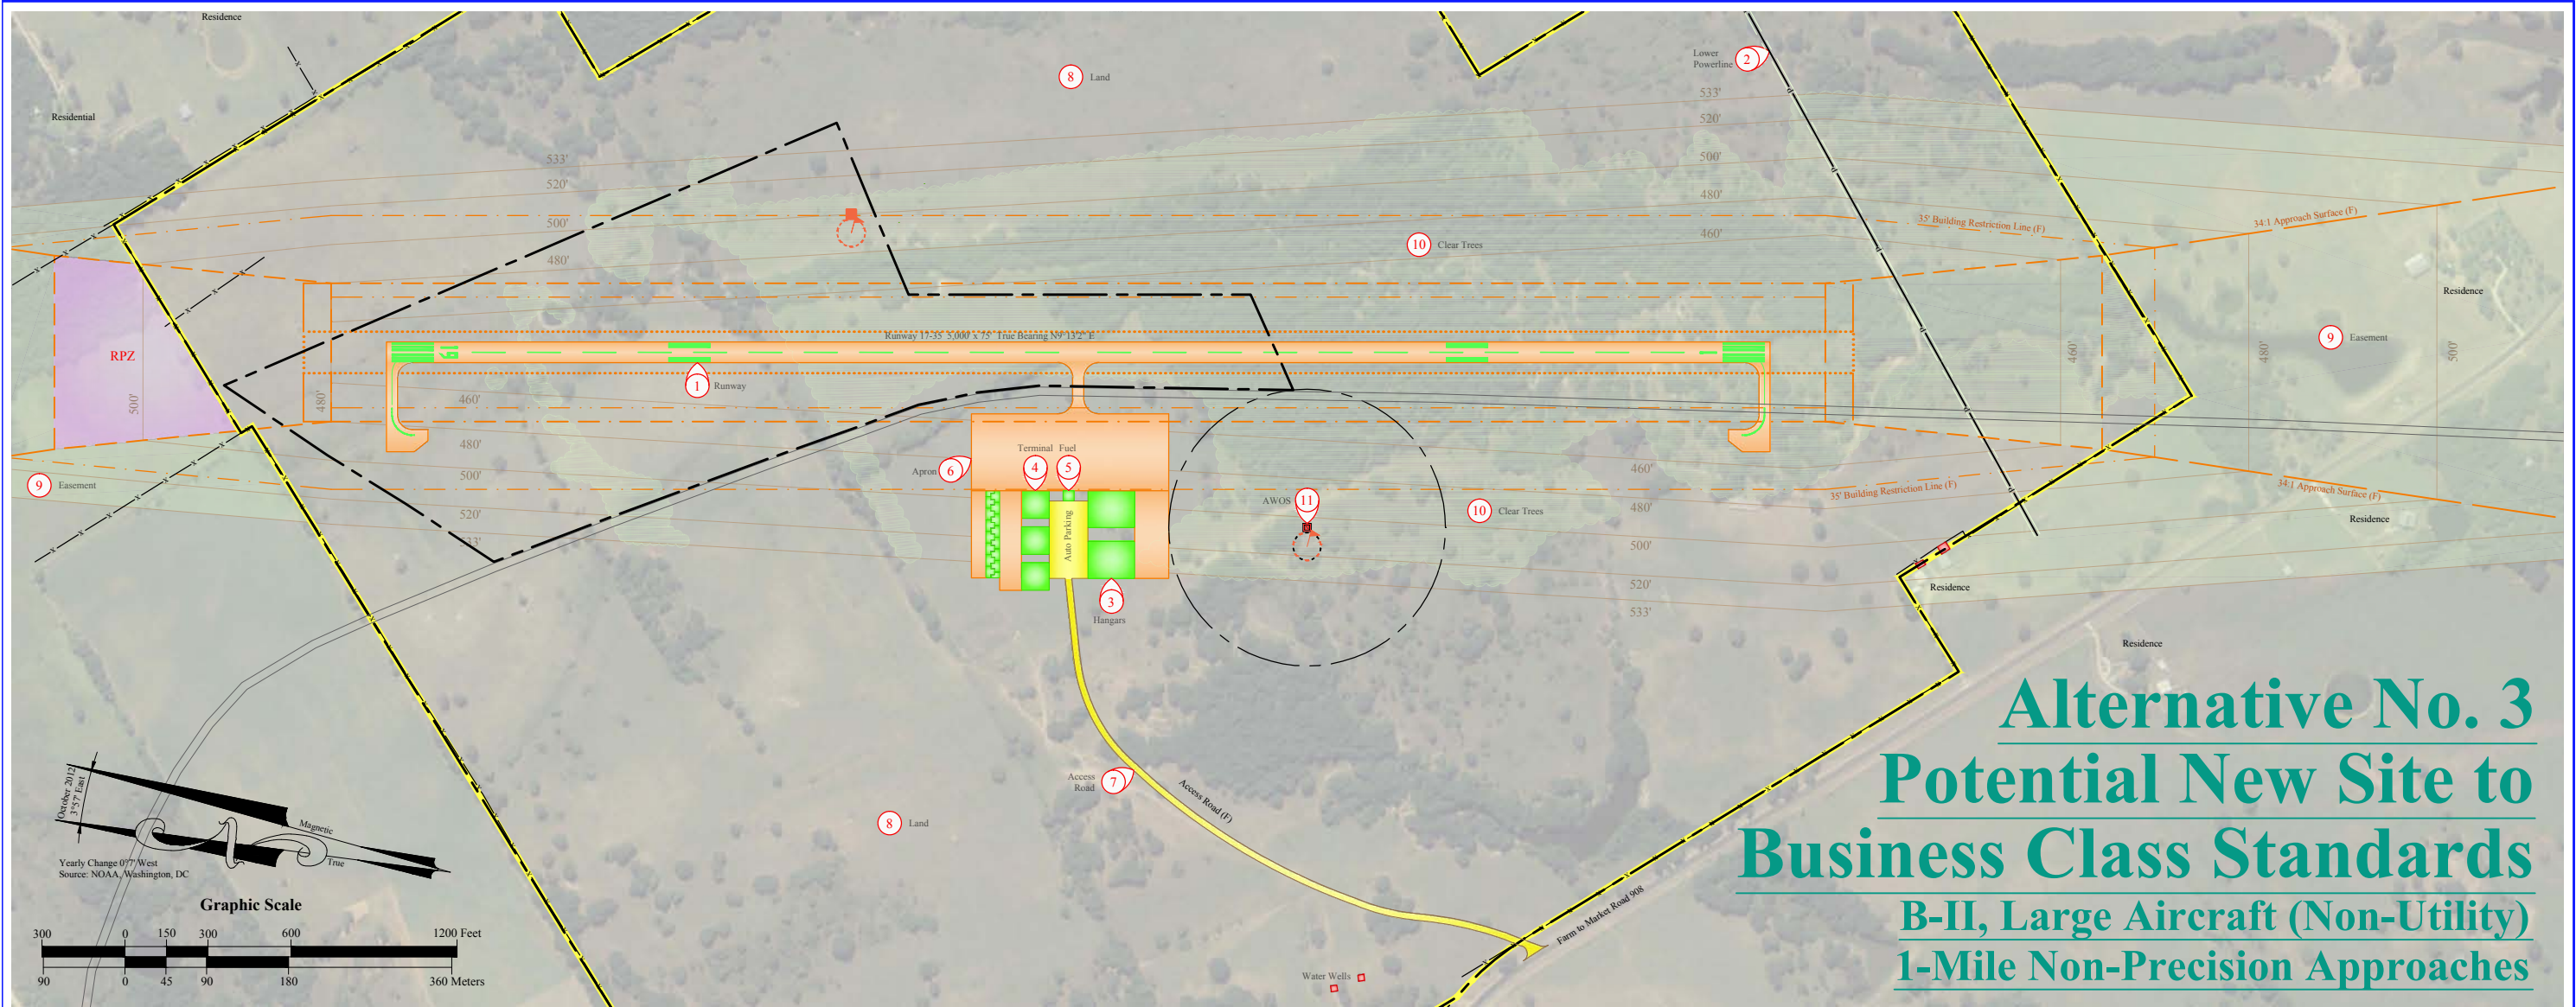 Residence
Residential
8 Land
Lower
Powerline
2
533'
520'
500'
480'
460'
533'
520'
500'
480'
10 Clear Trees
35' Building Restriction Line (F)
34:1 Approach Surface (F)
Residence
RPZ
500'
480'
Runway 17-35 5,000' x 75' True Bearing N9°13'2" E
1 Runway
460'
480'
500'
9 Easement
460'
480'
500'
520'
533'
9 Easement
Apron 6
Terminal Fuel
4 5
Auto Parking
3
Hangars
AWOS 11
10 Clear Trees
460'
480'
500'
520'
533'
35' Building Restriction Line (F)
34:1 Approach Surface (F)
Residence
Residence
Residence
Access
Road
7
Access Road (F)
8 Land
Farm to Market Road 908
Water Wells
October 2012
3°57' East
Magnetic
True
N
Yearly Change 0°7' West
Source: NOAA, Washington, DC
Graphic Scale
300 0 150 300 600 1200 Feet
90 0 45 90 180 360 Meters
Alternative No. 3
Potential New Site to
Business Class Standards
B-II, Large Aircraft (Non-Utility)
1-Mile Non-Precision Approaches